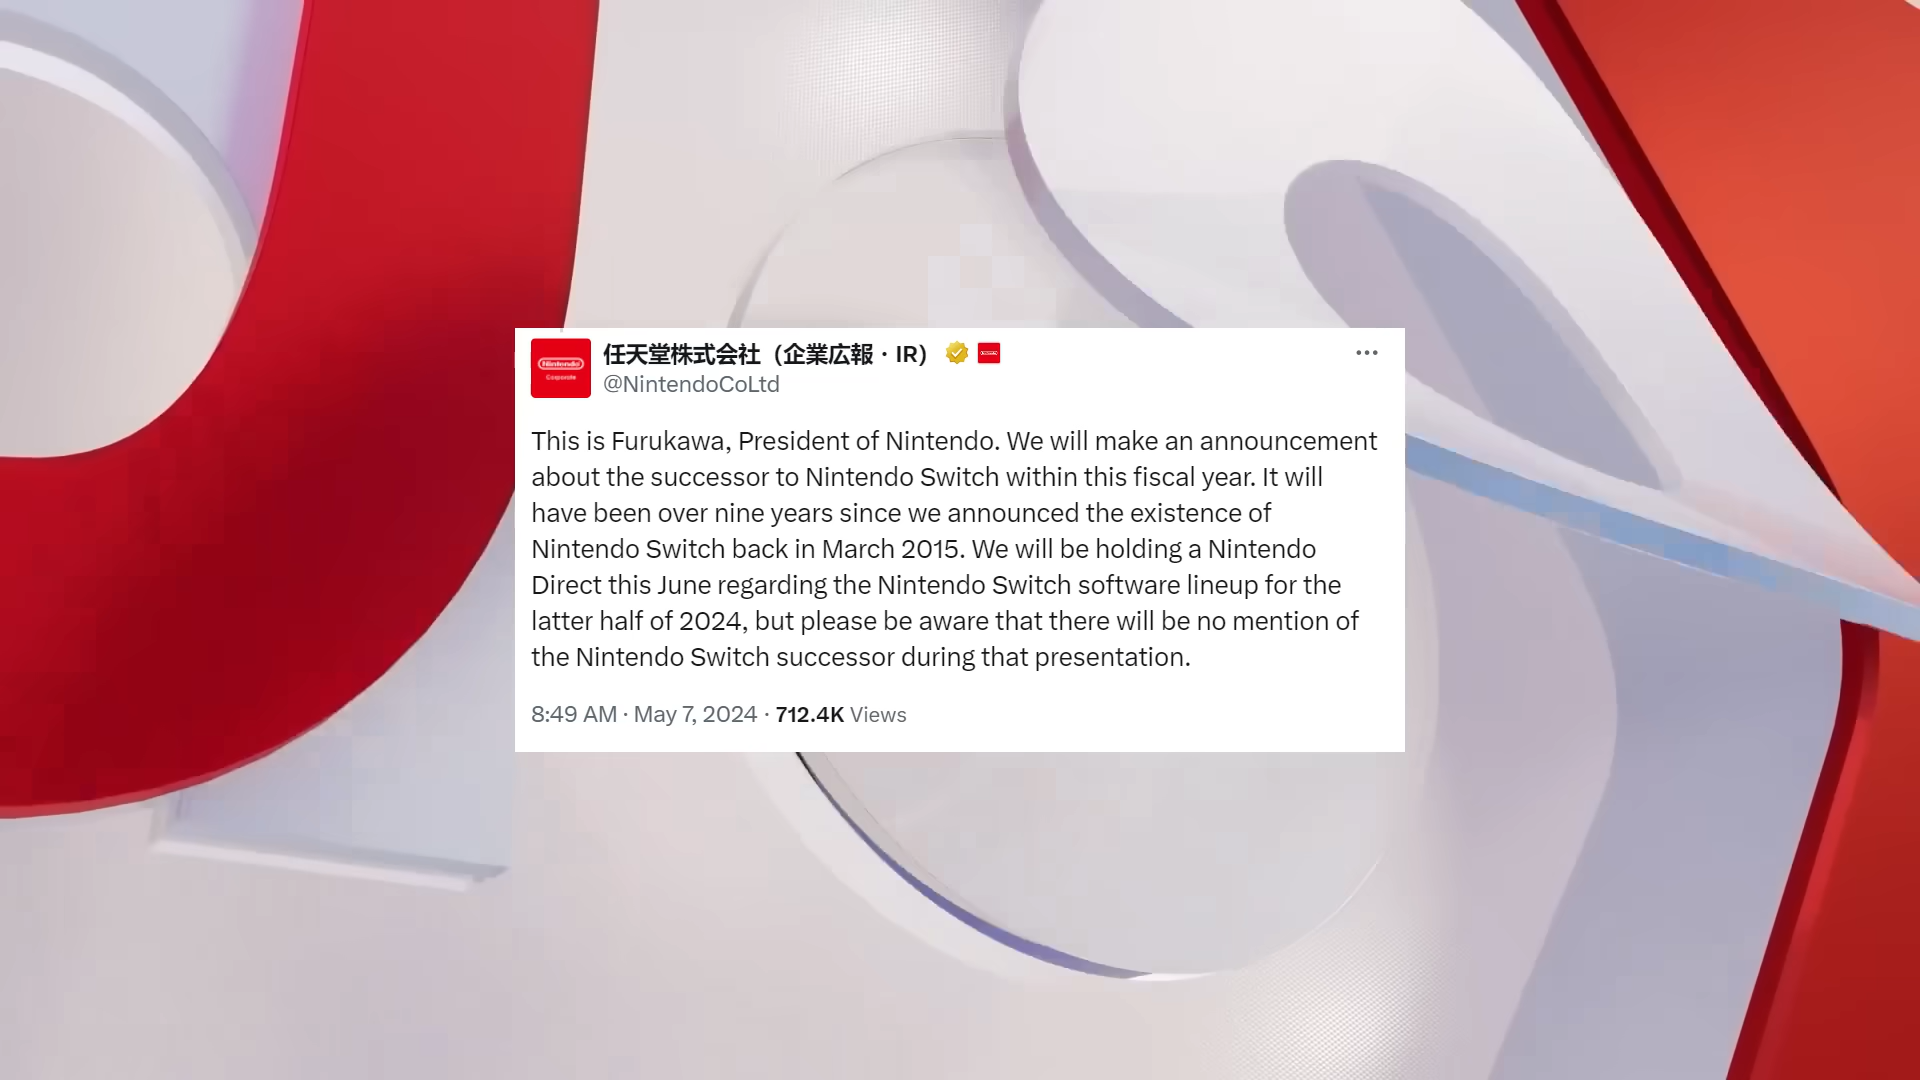 Nintendo
Corporate
任天堂株式会社（企業広報・IR）
@NintendoCoLtd
This is Furukawa, President of Nintendo. We will make an announcement
about the successor to Nintendo Switch within this fiscal year. It will
have been over nine years since we announced the existence of
Nintendo Switch back in March 2015. We will be holding a Nintendo
Direct this June regarding the Nintendo Switch software lineup for the
latter half of 2024, but please be aware that there will be no mention of
the Nintendo Switch successor during that presentation.
8:49 AM · May 7, 2024 · 712.4K Views